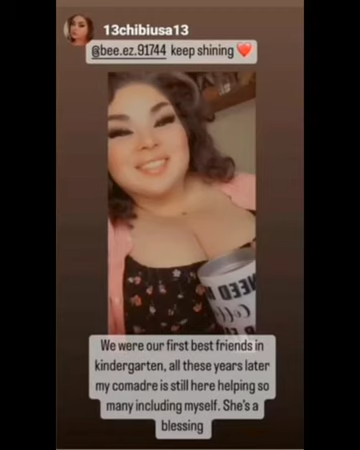 13chibiusa13
@bee.ez.91744 keep shining ❤️
NEED
We were our first best friends in
kindergarten, all these years later
my comadre is still here helping so
many including myself. She's a
blessing